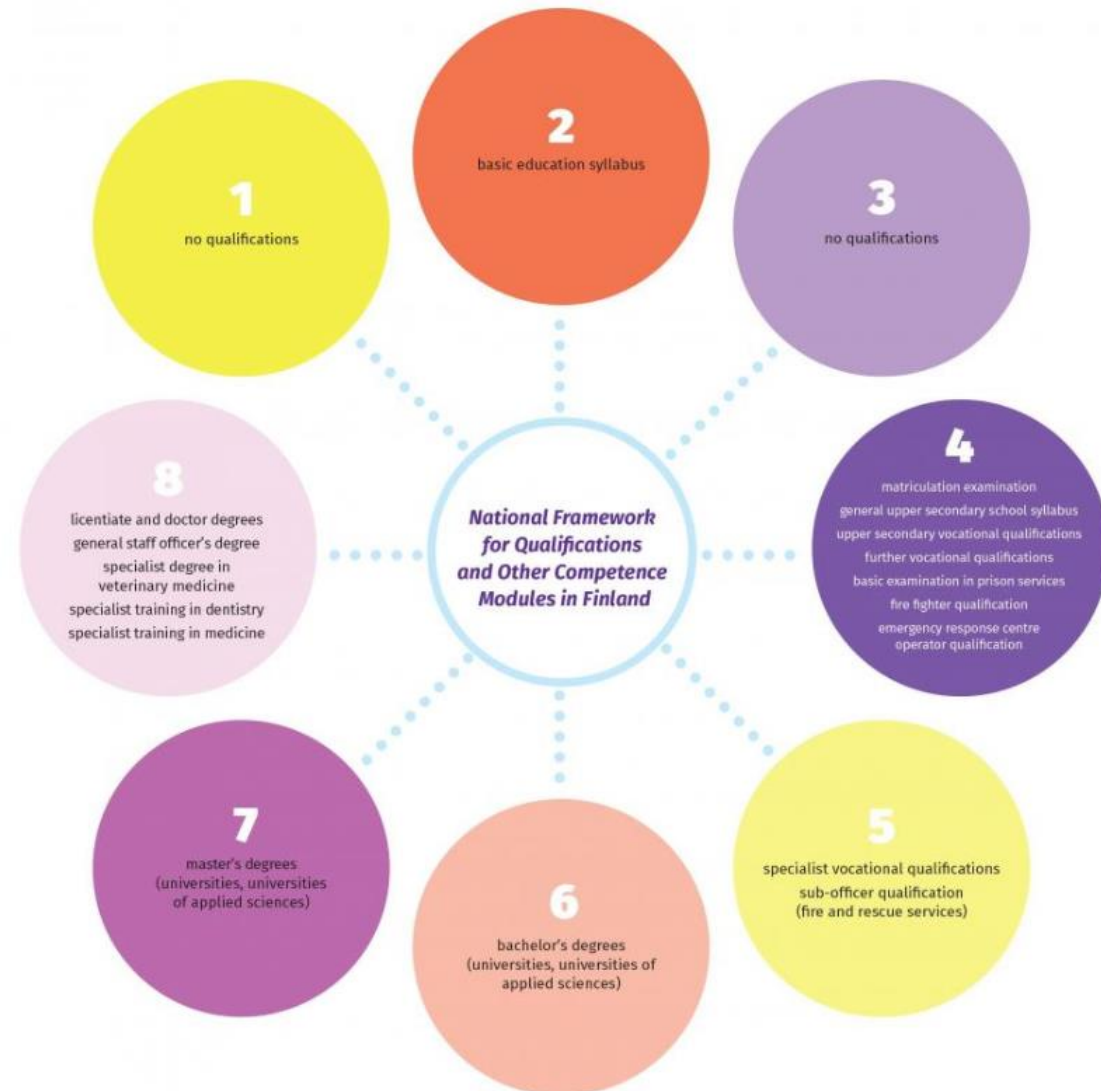 1
no qualifications
2
basic education syllabus
3
no qualifications
4
matriculation examination
general upper secondary school syllabus
upper secondary vocational qualifications
further vocational qualifications
basic examination in prison services
fire fighter qualification
emergency response centre
operator qualification
5
specialist vocational qualifications
sub-officer qualification
(fire and rescue services)
6
bachelor's degrees
(universities, universities of
applied sciences)
7
master's degrees
(universities, universities
of applied sciences)
8
licentiate and doctor degrees
general staff officer's degree
specialist degree in
veterinary medicine
specialist training in dentistry
specialist training in medicine
National Framework
for Qualifications
and Other Competence
Modules in Finland